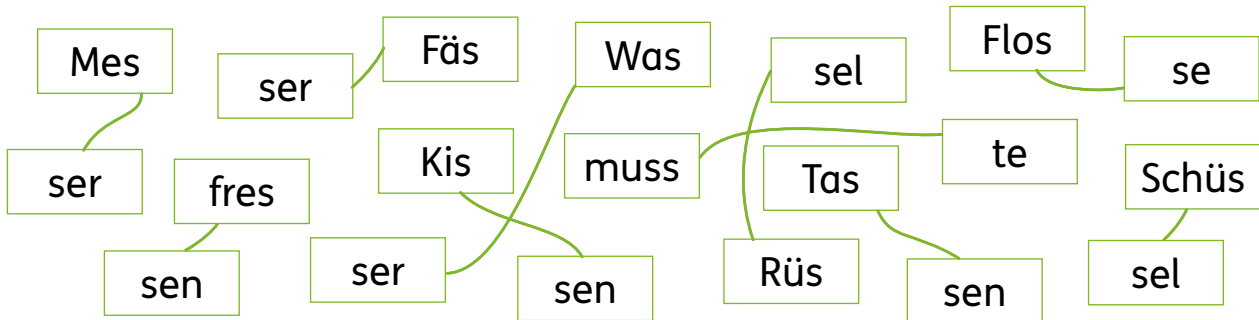 Mes
ser
ser
Fäs
Was
ser
sel
Rüs
Flos
se
fres
sen
Kis
sen
muss
te
Tas
sen
Schüs
sel